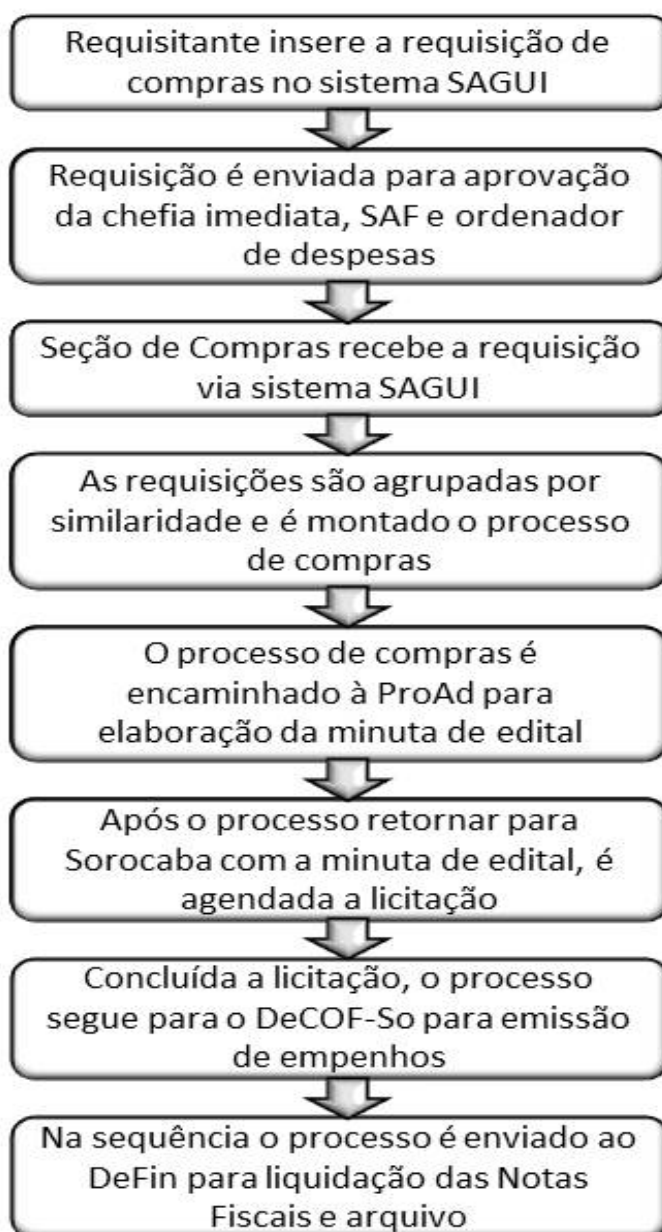 Requisitante insere a requisição de
compras no sistema SAGUI
Requisição é enviada para aprovação
da chefia imediata, SAF e ordenador
de despesas
Seção de Compras recebe a requisição
via sistema SAGUI
As requisições são agrupadas por
similaridade e é montado o processo
de compras
O processo de compras é
encaminhado à ProAd para
elaboração da minuta de edital
Após o processo retornar para
Sorocaba com a minuta de edital, é
agendada a licitação
Concluída a licitação, o processo
segue para o DeCOF-So para emissão
de empenhos
Na sequência o processo é enviado ao
DeFin para liquidação das Notas
Fiscais e arquivo